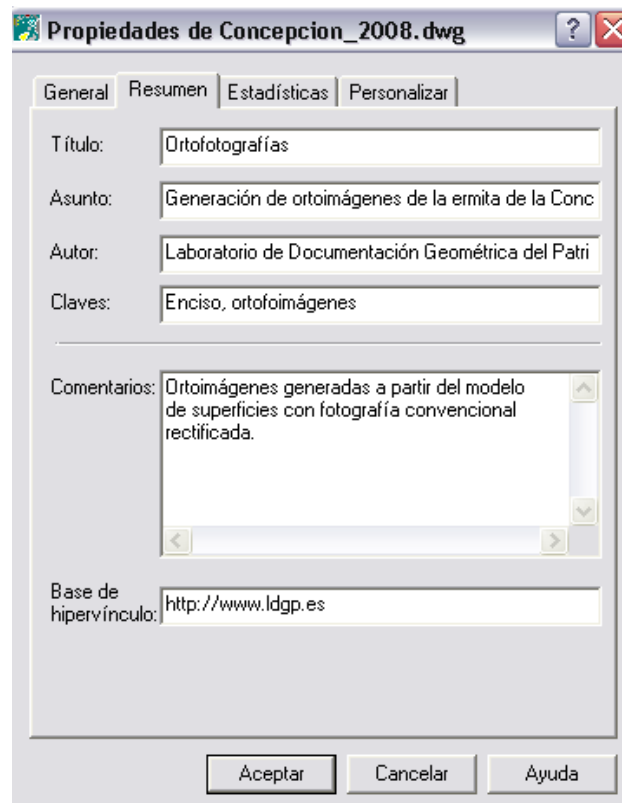 Propiedades de Concepcion_2008.dwg
General Resumen Estadísticas Personalizar
Título: Ortofotografías
Asunto: Generación de ortoimágenes de la ermita de la Conc
Autor: Laboratorio de Documentación Geométrica del Patri
Claves: Enciso, ortofoimágenes
Comentarios: Ortoimágenes generadas a partir del modelo
de superficies con fotografía convencional
rectificada.
Base de
hipervínculo: http://www.ldgp.es
Aceptar Cancelar Ayuda